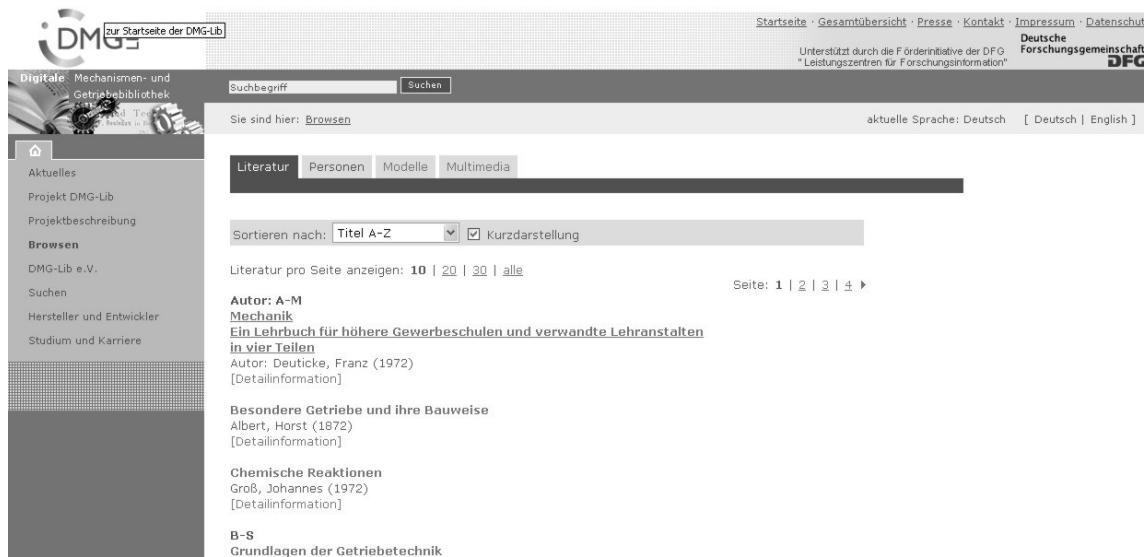 Startseite · Gesamtübersicht · Presse · Kontakt · Impressum · Datenschut
DMG
zur Startseite der DMG-Lib
Unterstützt durch die Förderinitiative der DFG
"Leistungszentren für Forschungsinformation"
Deutsche
Forschungsgemeinschaft
DFG
Digitale Mechanismen- und
Getriebebibliothek
Suchbegriff
Suchen
Sie sind hier: Browsen
aktuelle Sprache: Deutsch [ Deutsch | English ]
Aktuelles
Projekt DMG-Lib
Projektbeschreibung
Browsen
DMG-Lib e.V.
Suchen
Hersteller und Entwickler
Studium und Karriere
Literatur Personen Modelle Multimedia
Sortieren nach: Titel A-Z Kurzdarstellung
Literatur pro Seite anzeigen: 10 | 20 | 30 | alle
Seite: 1 | 2 | 3 | 4
Autor: A-M
Mechanik
Ein Lehrbuch für höhere Gewerbeschulen und verwandte Lehranstalten
in vier Teilen
Autor: Deuticke, Franz (1972)
[Detailinformation]
Besondere Getriebe und ihre Bauweise
Albert, Horst (1872)
[Detailinformation]
Chemische Reaktionen
Groß, Johannes (1972)
[Detailinformation]
B-S
Grundlagen der Getriebetechnik